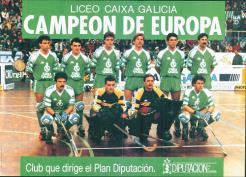 LICEO CAIXA GALICIA
CAMPEON DE EUROPA
Club que dirige el Plan Diputación.
DIPUTACION